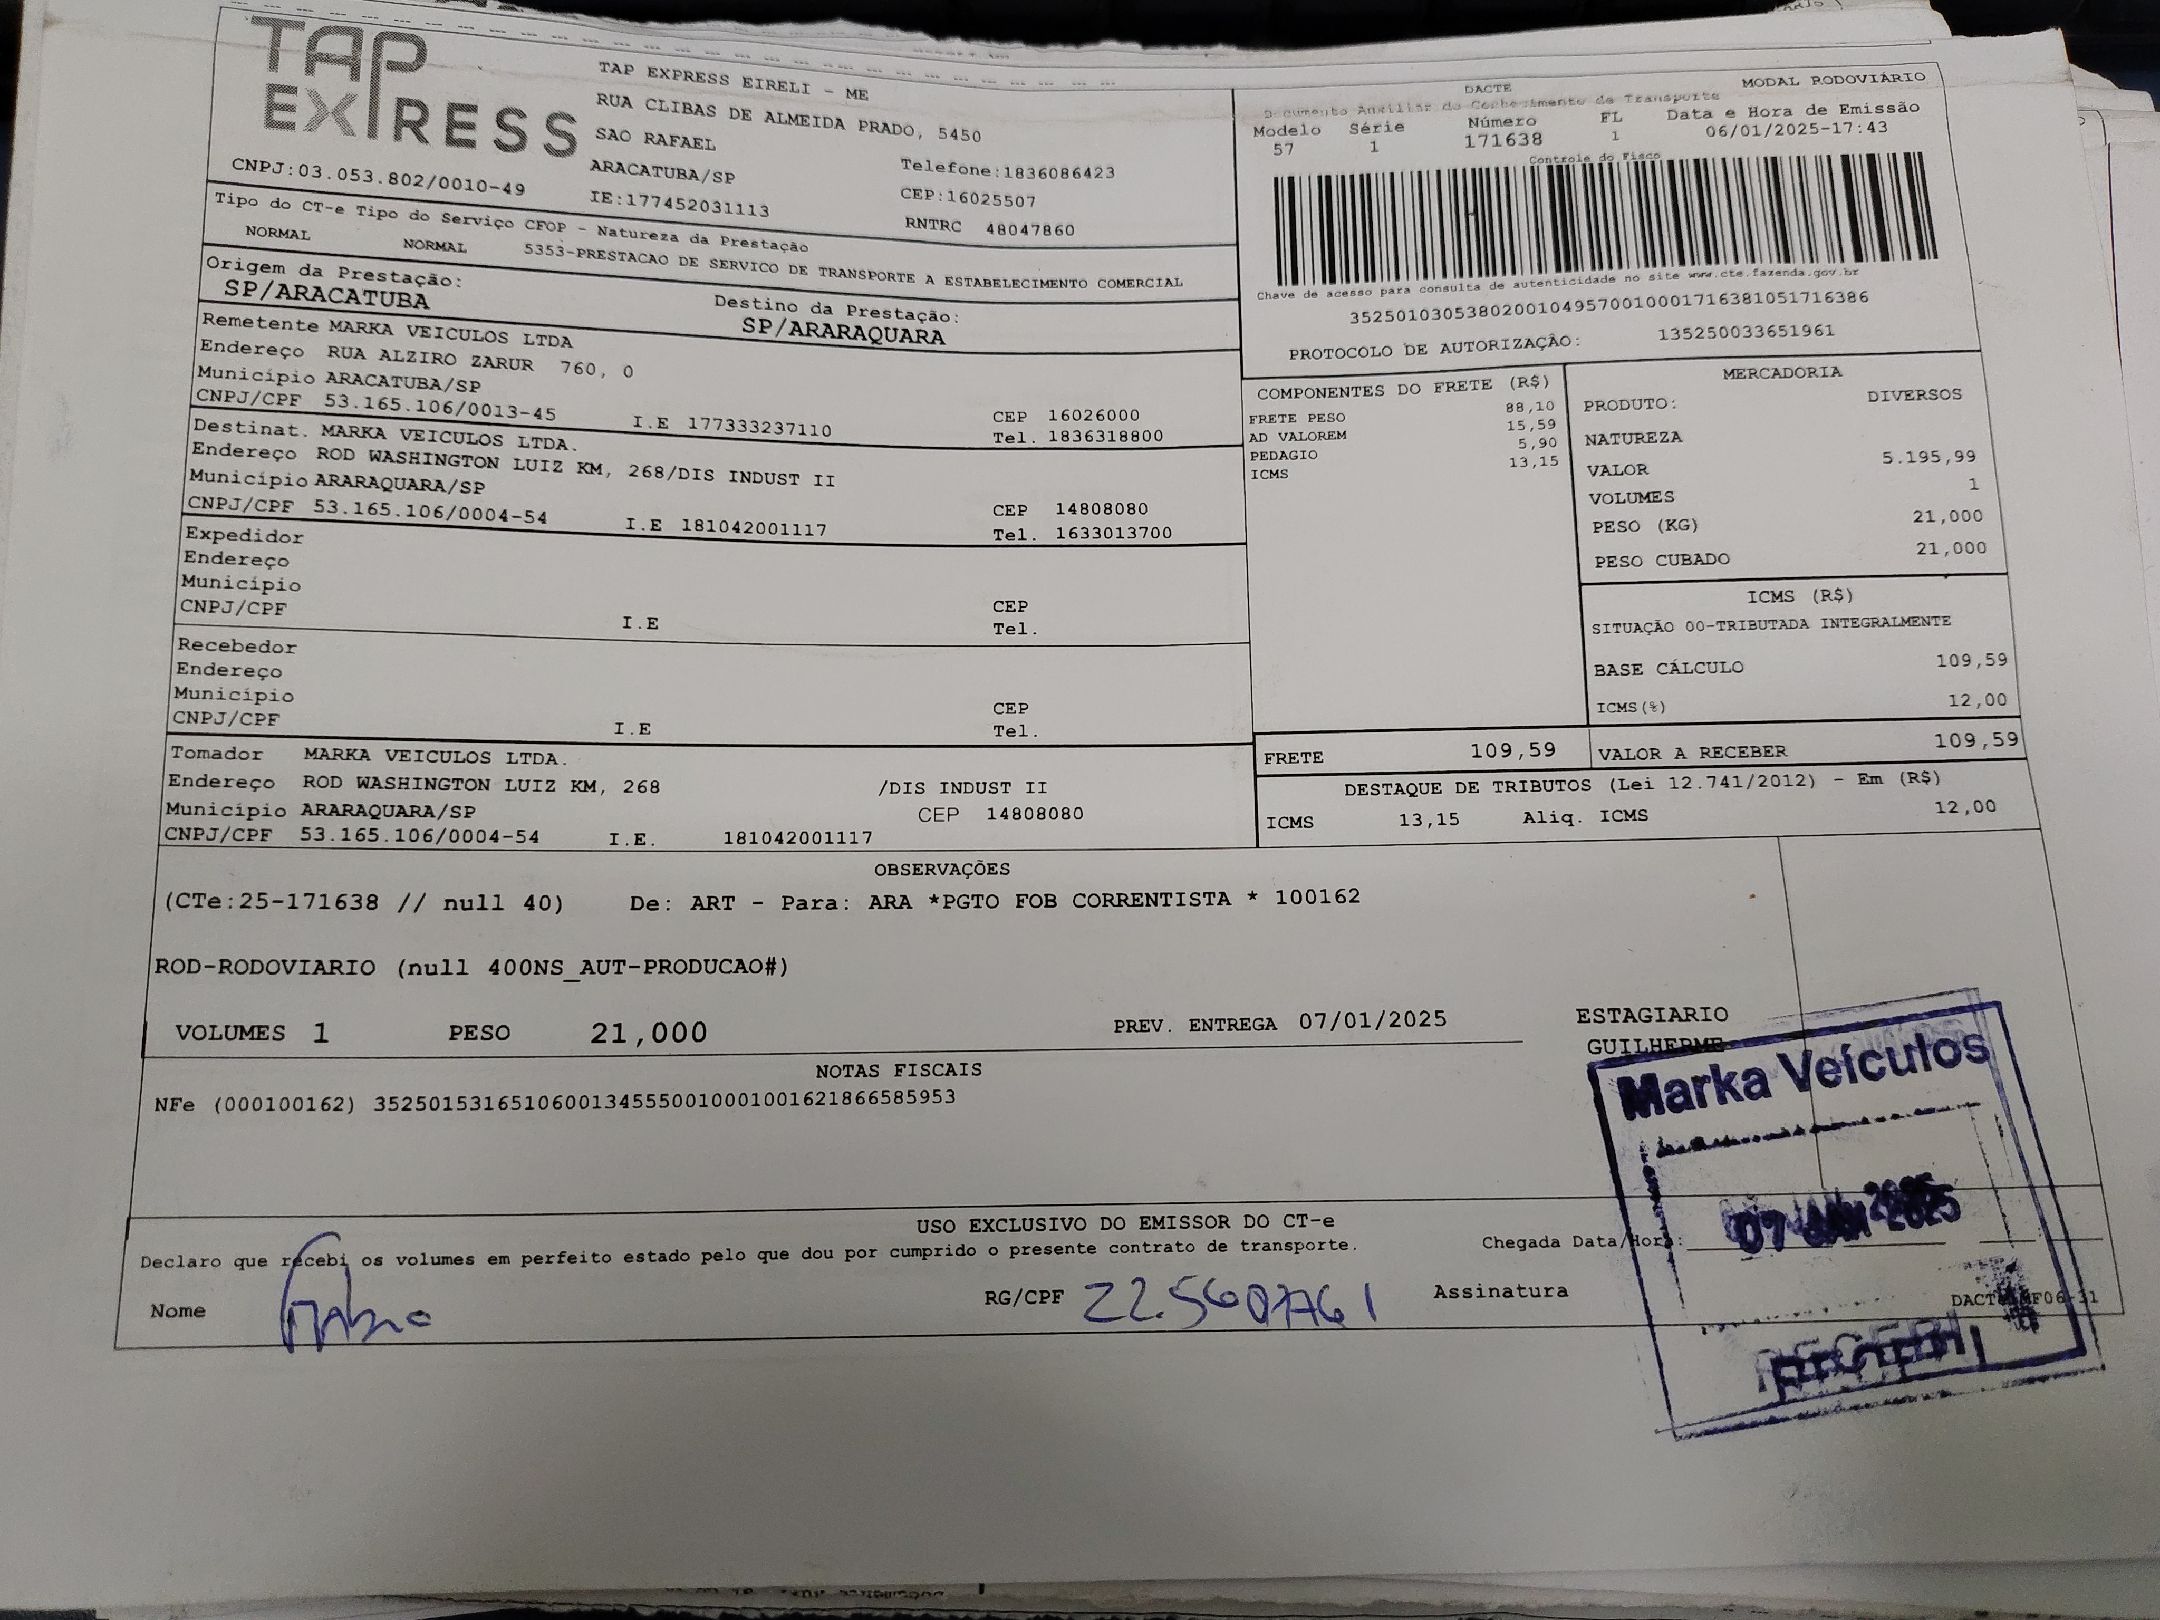 TAP
EXPRESS
CNPJ:03.053.802/0010-49
TAP EXPRESS EIRELI - ME
RUA CLIBAS DE ALMEIDA PRADO, 5450
SAO RAFAEL
ARACATUBA/SP
IE:177452031113
Telefone:1836086423
CEP:16025507
RNTRC 48047860
DACTE MODAL RODOVIÁRIO
Documento Auxiliar do Conhecimento de Transporte
Modelo Série Número FL Data e Hora de Emissão
57 1 171638 1 06/01/2025-17:43
Controle do Fisco
Chave de acesso para consulta de autenticidade no site www.cte.fazenda.gov.br
35250103053802001049570010001716381051716386
PROTOCOLO DE AUTORIZAÇÃO: 135250033651961
Tipo do CT-e Tipo do Serviço CFOP - Natureza da Prestação
NORMAL NORMAL 5353-PRESTACAO DE SERVICO DE TRANSPORTE A ESTABELECIMENTO COMERCIAL
Origem da Prestação: Destino da Prestação:
SP/ARACATUBA SP/ARARAQUARA
Remetente MARKA VEICULOS LTDA
Endereço RUA ALZIRO ZARUR 760, 0
Município ARACATUBA/SP CEP 16026000
CNPJ/CPF 53.165.106/0013-45 I.E 177333237110 Tel. 1836318800
Destinat. MARKA VEICULOS LTDA.
Endereço ROD WASHINGTON LUIZ KM, 268/DIS INDUST II
Município ARARAQUARA/SP CEP 14808080
CNPJ/CPF 53.165.106/0004-54 I.E 181042001117 Tel. 1633013700
Expedidor
Endereço
Município CEP
CNPJ/CPF I.E Tel.
Recebedor
Endereço
Município CEP
CNPJ/CPF I.E Tel.
Tomador MARKA VEICULOS LTDA.
Endereço ROD WASHINGTON LUIZ KM, 268 /DIS INDUST II
Município ARARAQUARA/SP CEP 14808080
CNPJ/CPF 53.165.106/0004-54 I.E. 181042001117
COMPONENTES DO FRETE (R$)
FRETE PESO 88,10
AD VALOREM 15,59
PEDAGIO 5,90
ICMS 13,15
MERCADORIA
PRODUTO: DIVERSOS
NATUREZA
VALOR 5.195,99
VOLUMES 1
PESO (KG) 21,000
PESO CUBADO 21,000
ICMS (R$)
SITUAÇÃO 00-TRIBUTADA INTEGRALMENTE
BASE CÁLCULO 109,59
ICMS(%) 12,00
FRETE 109,59 VALOR A RECEBER 109,59
DESTAQUE DE TRIBUTOS (Lei 12.741/2012) - Em (R$)
ICMS 13,15 Aliq. ICMS 12,00
OBSERVAÇÕES
(CTe:25-171638 // null 40) De: ART - Para: ARA *PGTO FOB CORRENTISTA * 100162
ROD-RODOVIARIO (null 400NS_AUT-PRODUCAO#)
VOLUMES 1 PESO 21,000 PREV. ENTREGA 07/01/2025
ESTAGIARIO
GUILHERME
NOTAS FISCAIS
NFe (000100162) 35250153165106001345550010001001621866585953
Marka Veículos
07 JAN 2025
USO EXCLUSIVO DO EMISSOR DO CT-e
Declaro que recebi os volumes em perfeito estado pelo que dou por cumprido o presente contrato de transporte. Chegada Data/Hora:
Nome RG/CPF Assinatura